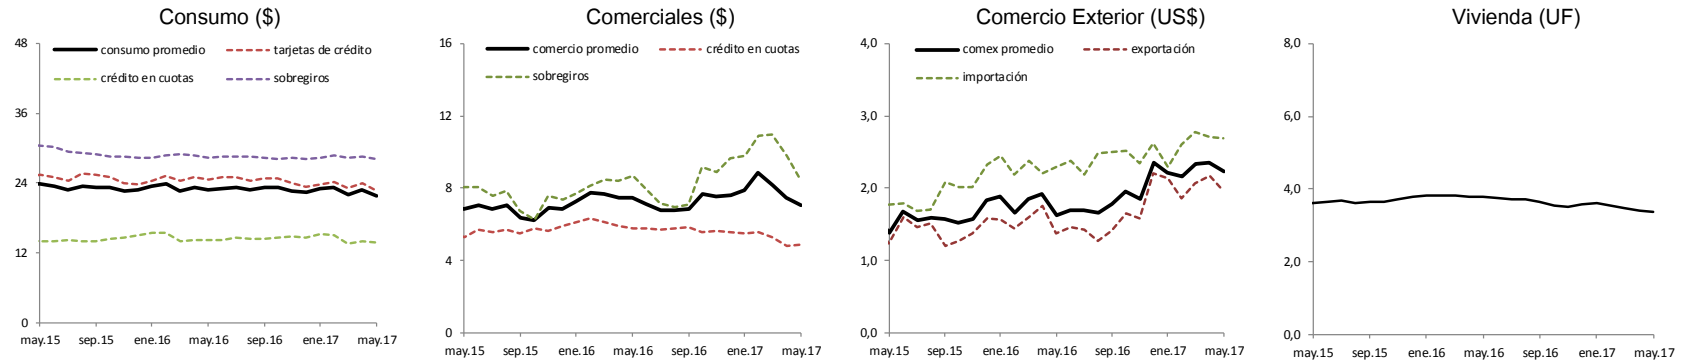 Consumo ($)
48
36
24
12
0
consumo promedio
tarjetas de crédito
crédito en cuotas
sobregiros
may.15 sep.15 ene.16 may.16 sep.16 ene.17 may.17
Comerciales ($)
16
12
8
4
0
comercio promedio
crédito en cuotas
sobregiros
may.15 sep.15 ene.16 may.16 sep.16 ene.17 may.17
Comercio Exterior (US$)
4,0
3,0
2,0
1,0
0,0
comex promedio
exportación
importación
may.15 sep.15 ene.16 may.16 sep.16 ene.17 may.17
Vivienda (UF)
8,0
6,0
4,0
2,0
0,0
may.15 sep.15 ene.16 may.16 sep.16 ene.17 may.17